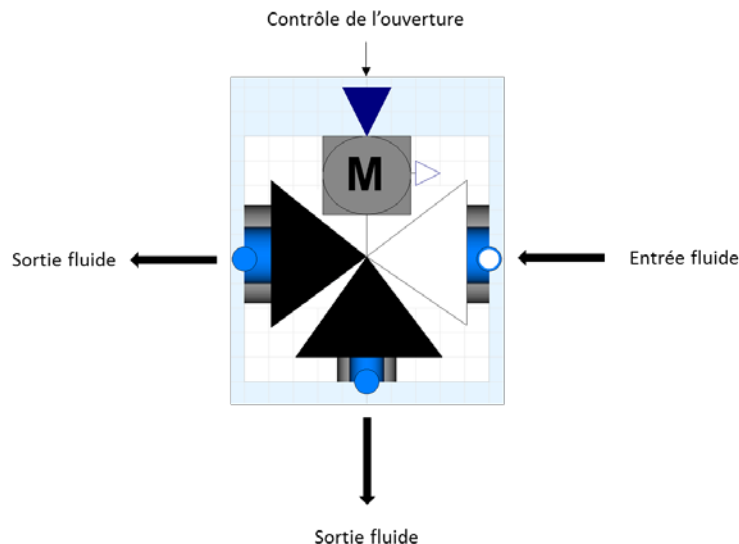 Contrôle de l'ouverture
M
Sortie fluide
Entrée fluide
Sortie fluide